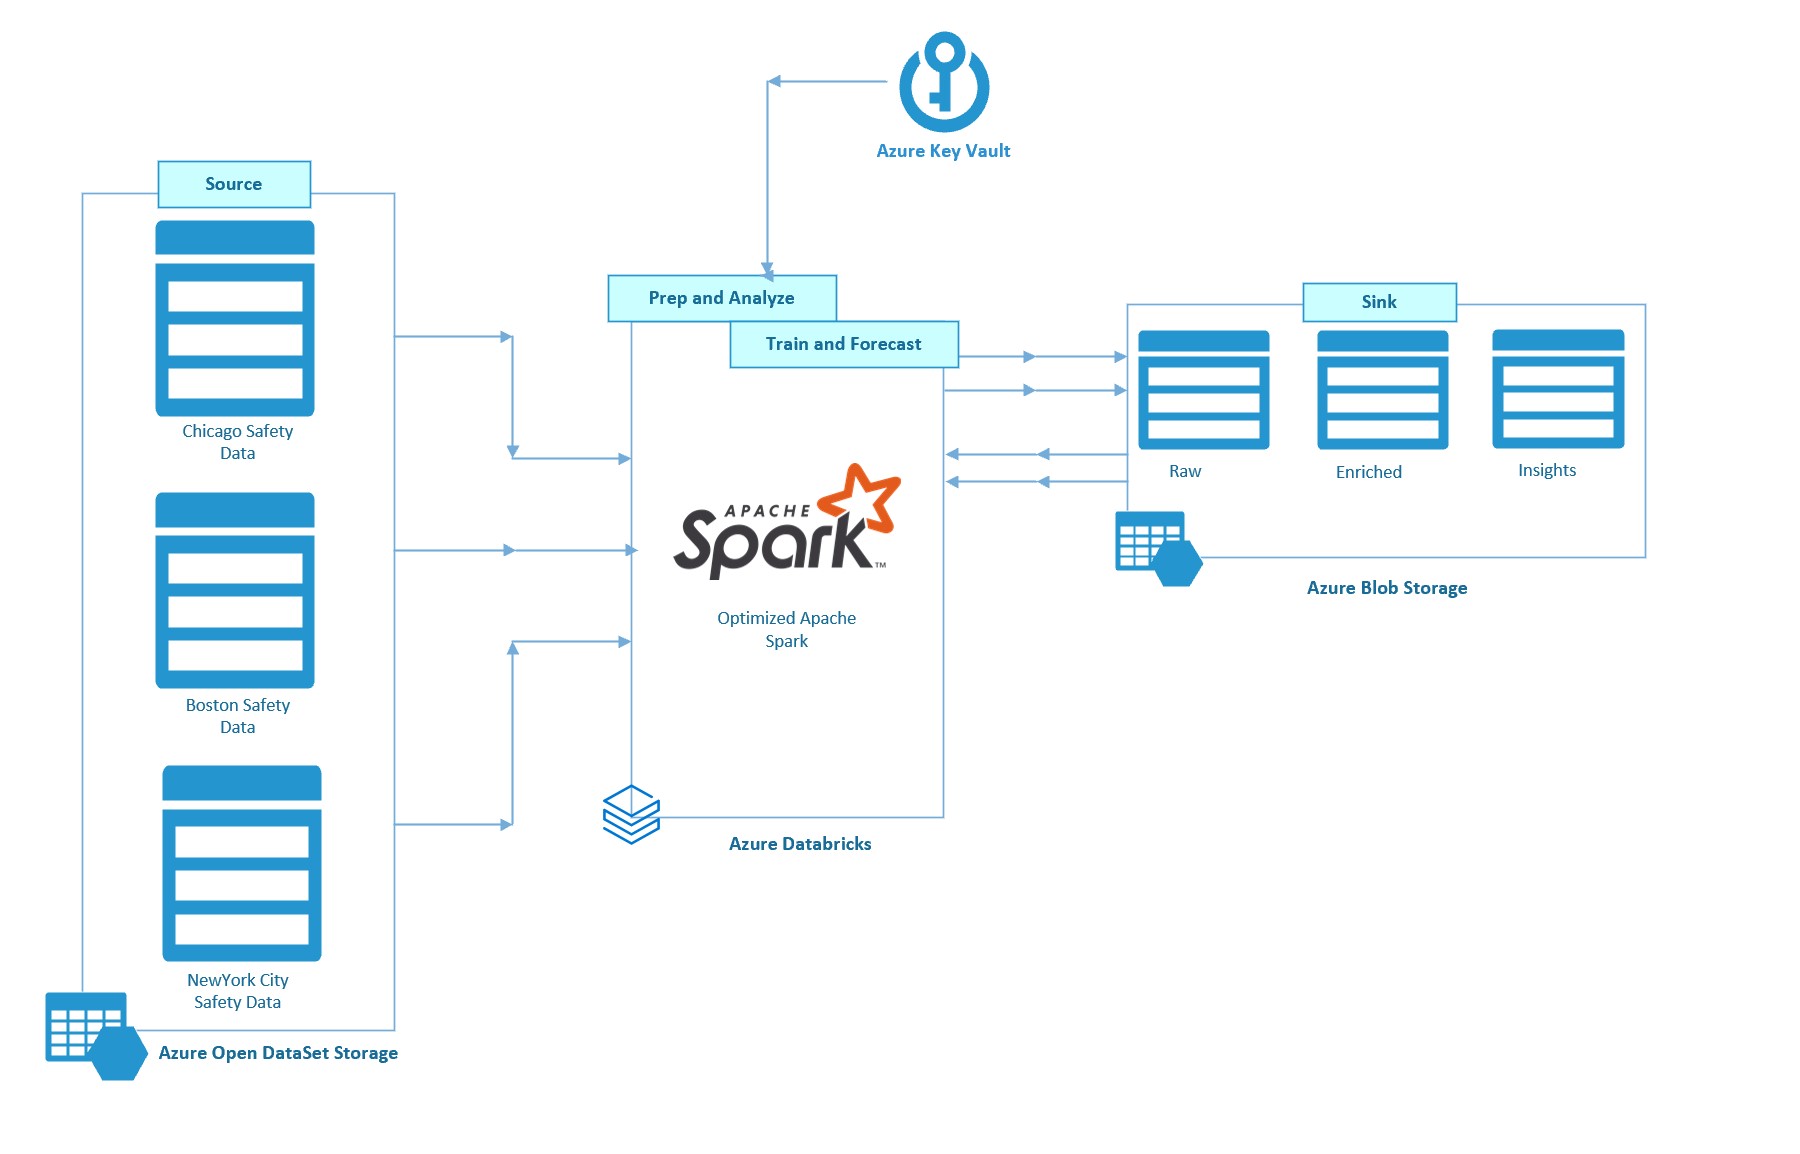 Azure Key Vault
Source
Chicago Safety
Data
Boston Safety
Data
NewYork City
Safety Data
Azure Open DataSet Storage
Prep and Analyze
Train and Forecast
APACHE
Spark™
Optimized Apache
Spark
Azure Databricks
Sink
Raw
Enriched
Insights
Azure Blob Storage